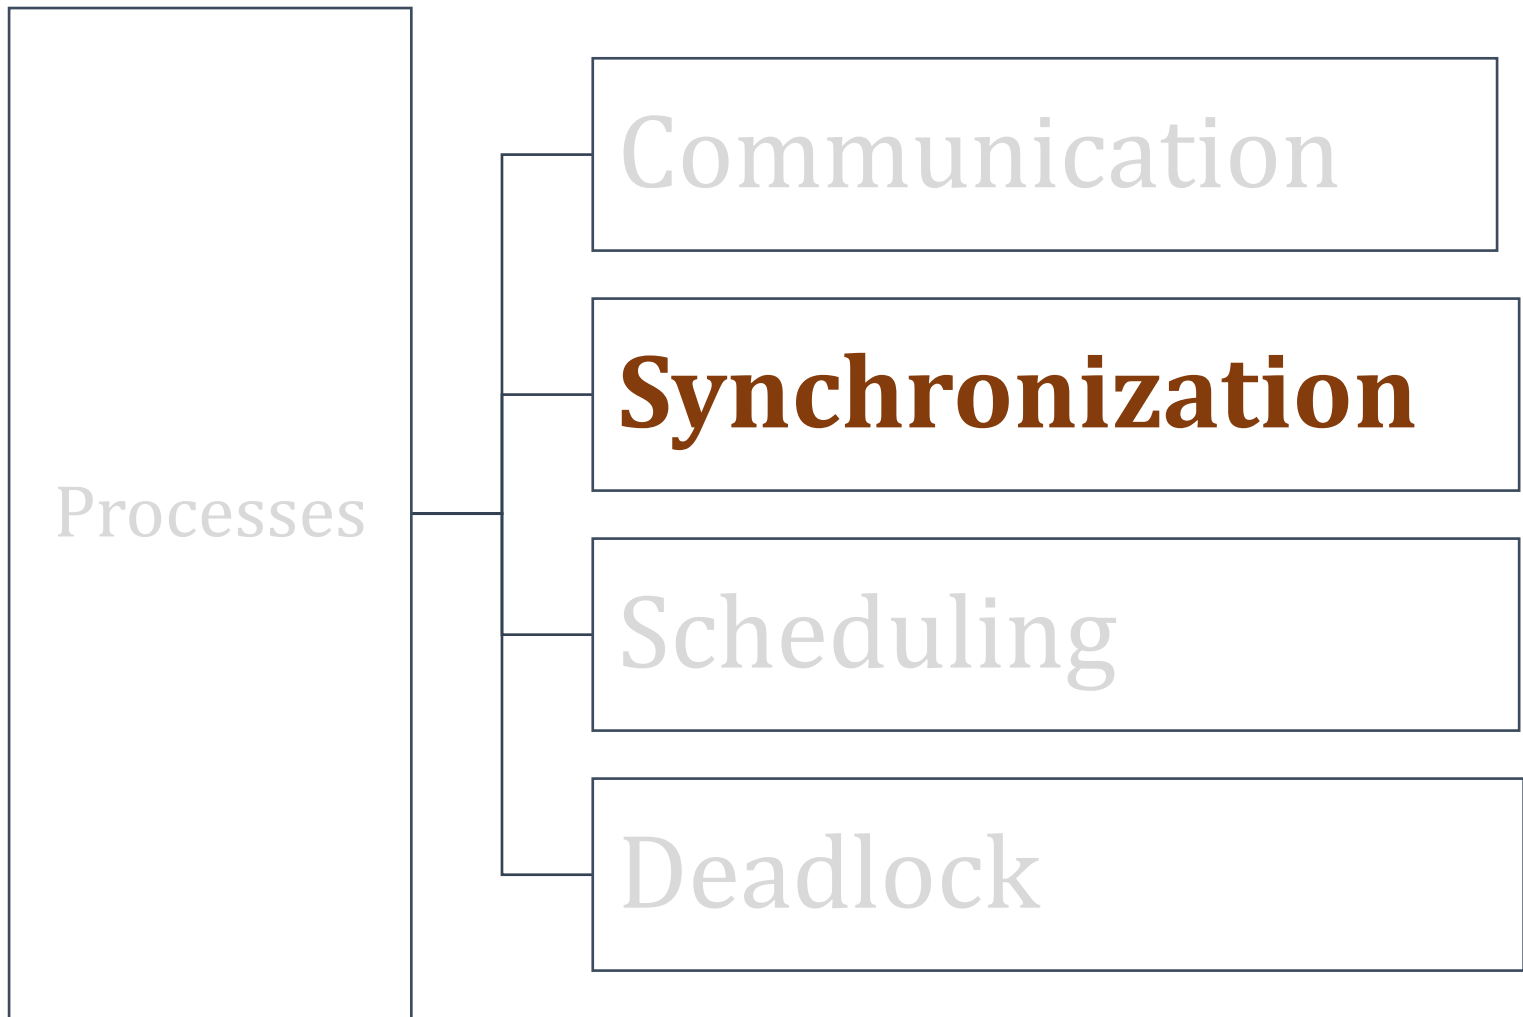 Processes
Communication
Synchronization
Scheduling
Deadlock